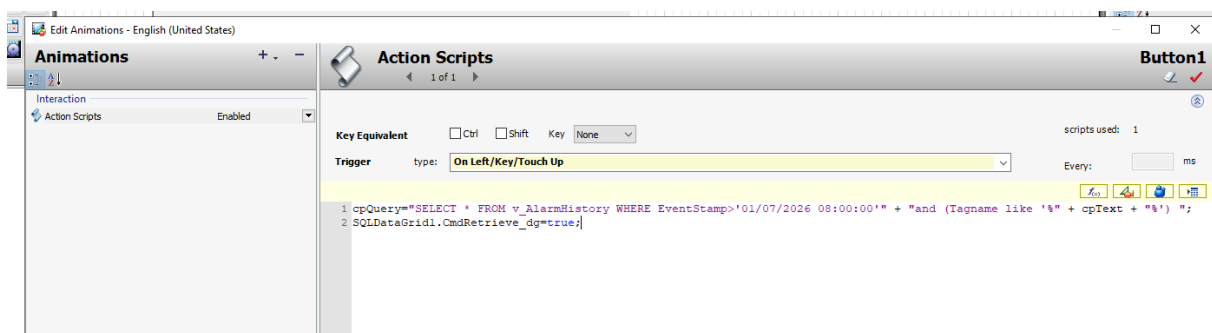 Edit Animations - English (United States)
Animations
Action Scripts
Button1
1 of 1
Interaction
Action Scripts Enabled
Key Equivalent Ctrl Shift Key None
scripts used: 1
Trigger type: On Left/Key/Touch Up
Every: ms
1 cpQuery="SELECT * FROM v_AlarmHistory WHERE EventStamp>'01/07/2026 08:00:00'" + "and (Tagname like '%" + cpText + "%') ";
2 SQLDataGrid1.CmdRetrieve_dg=true;